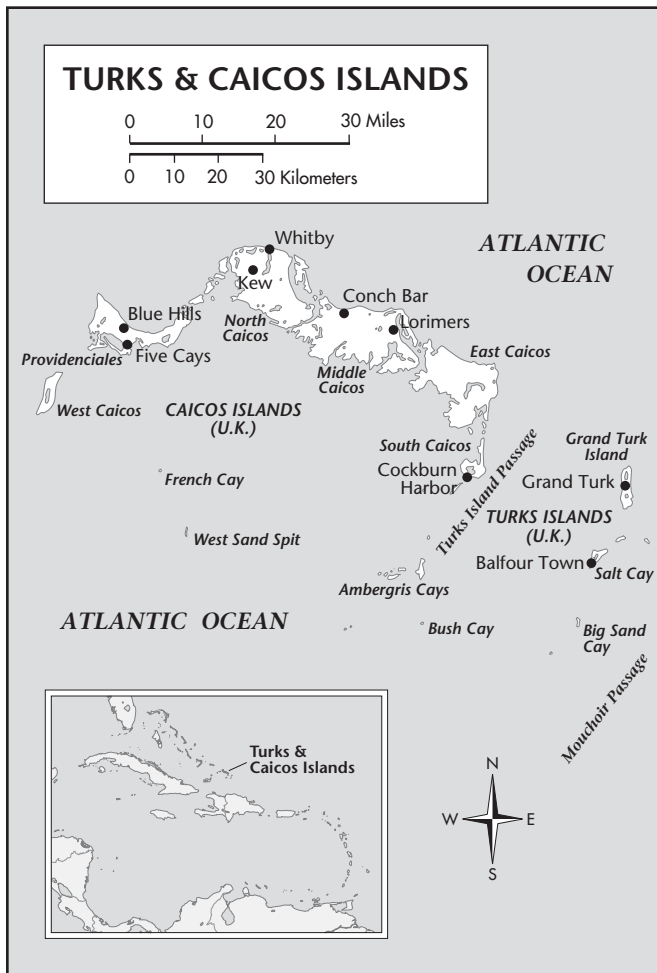 TURKS & CAICOS ISLANDS
0 10 20 30 Miles
0 10 20 30 Kilometers
ATLANTIC
OCEAN
Whitby
Kew
Conch Bar
Blue Hills
North
Caicos
Lorimers
Five Cays
Providenciales
East Caicos
Middle
Caicos
West Caicos
CAICOS ISLANDS
(U.K.)
South Caicos
Cockburn
Harbor
Turks Island Passage
Grand Turk
Island
Grand Turk
French Cay
TURKS ISLANDS
(U.K.)
West Sand Spit
Balfour Town
Salt Cay
Ambergris Cays
ATLANTIC OCEAN
Bush Cay
Big Sand
Cay
Mouchoir Passage
Turks &
Caicos Islands
N
W E
S